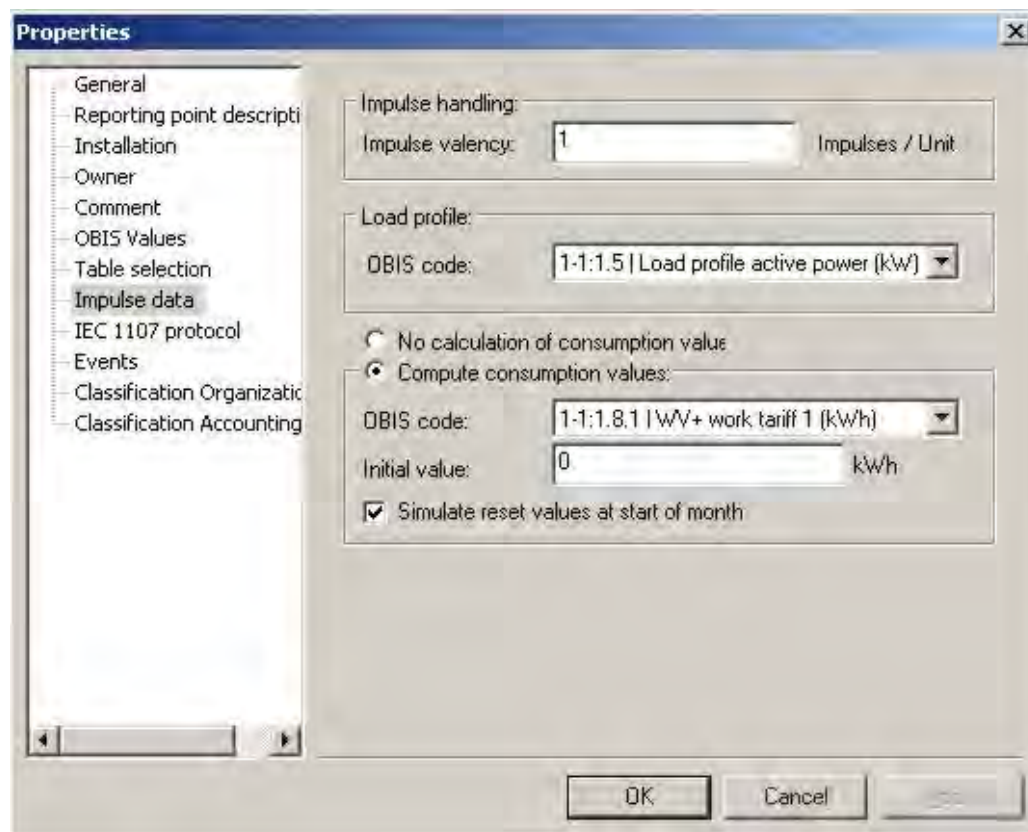 Properties
General
Reporting point descripti
Installation
Owner
Comment
OBIS Values
Table selection
Impulse data
IEC 1107 protocol
Events
Classification Organizatic
Classification Accounting
Impulse handling:
Impulse valency: 1 Impulses / Unit
Load profile:
OBIS code: 1-1:1.5 | Load profile active power (kW)
No calculation of consumption value
Compute consumption values:
OBIS code: 1-1:1.8.1 | WV+ work tariff 1 (kWh)
Initial value: 0 kWh
Simulate reset values at start of month
OK Cancel